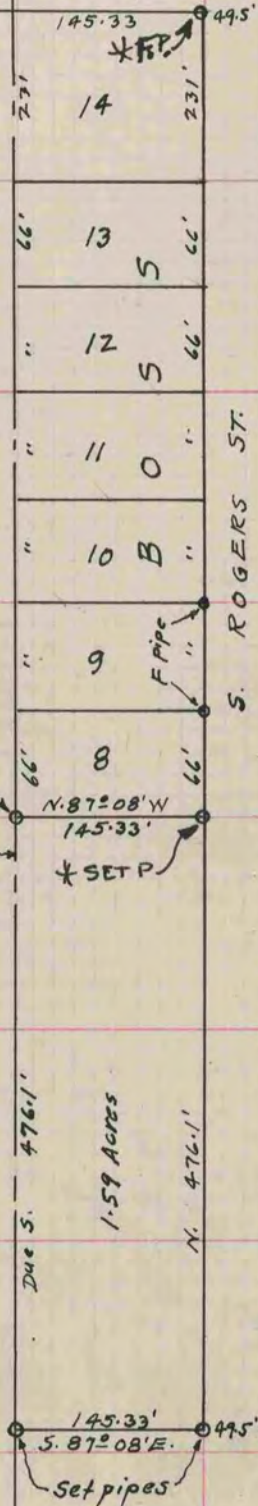 145.33 49.5'
* F.P.
231' 14 231'
66' 13 66'
S
" 12 66'
S
" 11 "
O
" 10 B "
F Pipe
" 9 "
S. ROGERS ST.
66' 8 66'
N. 87° 08' W
145.33'
* SET P.
Due S. 476.1'
1.59 Acres
N. 476.1'
145.33' 49.5'
S. 87° 08' E.
Set pipes